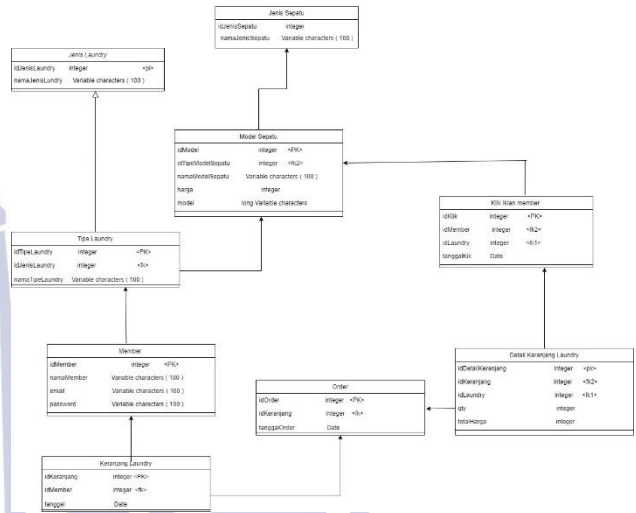 Jenis Sepatu
idJenisSepatu integer
namaJenisSepatu Variable characters ( 100 )
Jenis Laundry
idJenisLaundry integer <pi>
namaJenisLundry Variable characters ( 100 )
Model Sepatu
idModel integer <PK>
idTipeModelSepatu integer <fk2>
namaModelSepatu Variable characters ( 100 )
harga integer
model long Variable characters
Klik Iklan member
idKlik integer <PK>
idMember integer <fk2>
idLaundry integer <fk1>
tanggalKlik Date
Tipe Laundry
idTipeLaundry integer <PK>
idJenisLaundry integer <fk>
namaTipeLaundry Variable characters ( 100 )
Member
idMember integer <PK>
namaMember Variable characters ( 100 )
email Variable characters ( 100 )
password Variable characters ( 100 )
Detail Keranjang Laundry
idDetailKeranjang integer <pk>
idKeranjang integer <fk2>
idLaundry integer <fk1>
qty integer
totalHarga integer
Order
idOrder integer <PK>
idKeranjang integer <fk>
tanggalOrder Date
Keranjang Laundry
idKeranjang integer <PK>
idMember integer <fk>
tanggal Date